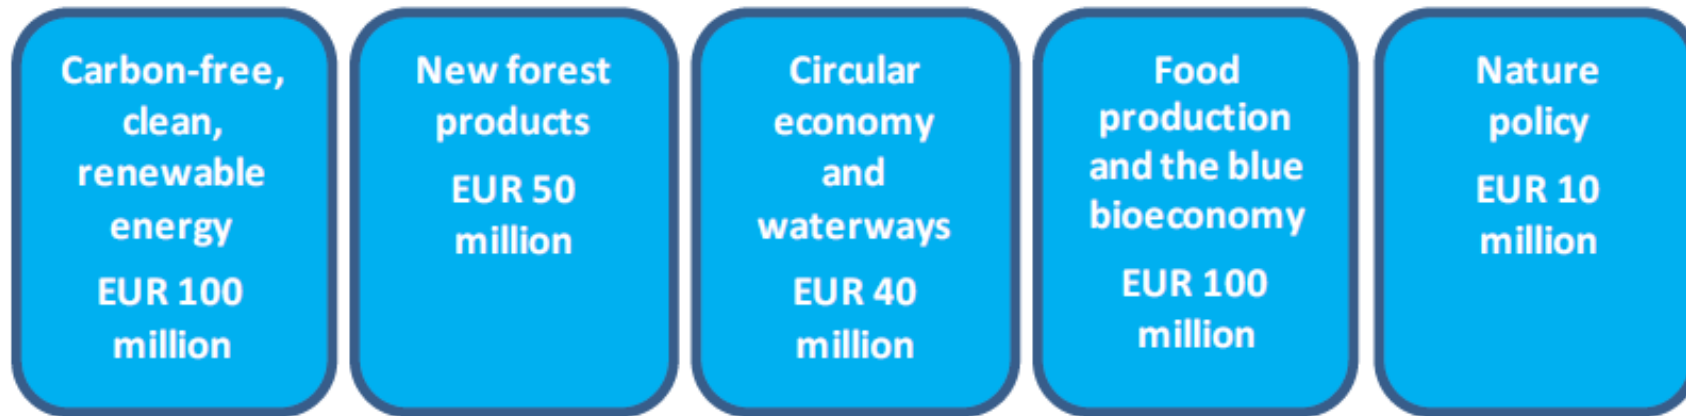 Carbon-free,
clean,
renewable
energy
EUR 100
million
New forest
products
EUR 50
million
Circular
economy
and
waterways
EUR 40
million
Food
production
and the blue
bioeconomy
EUR 100
million
Nature
policy
EUR 10
million